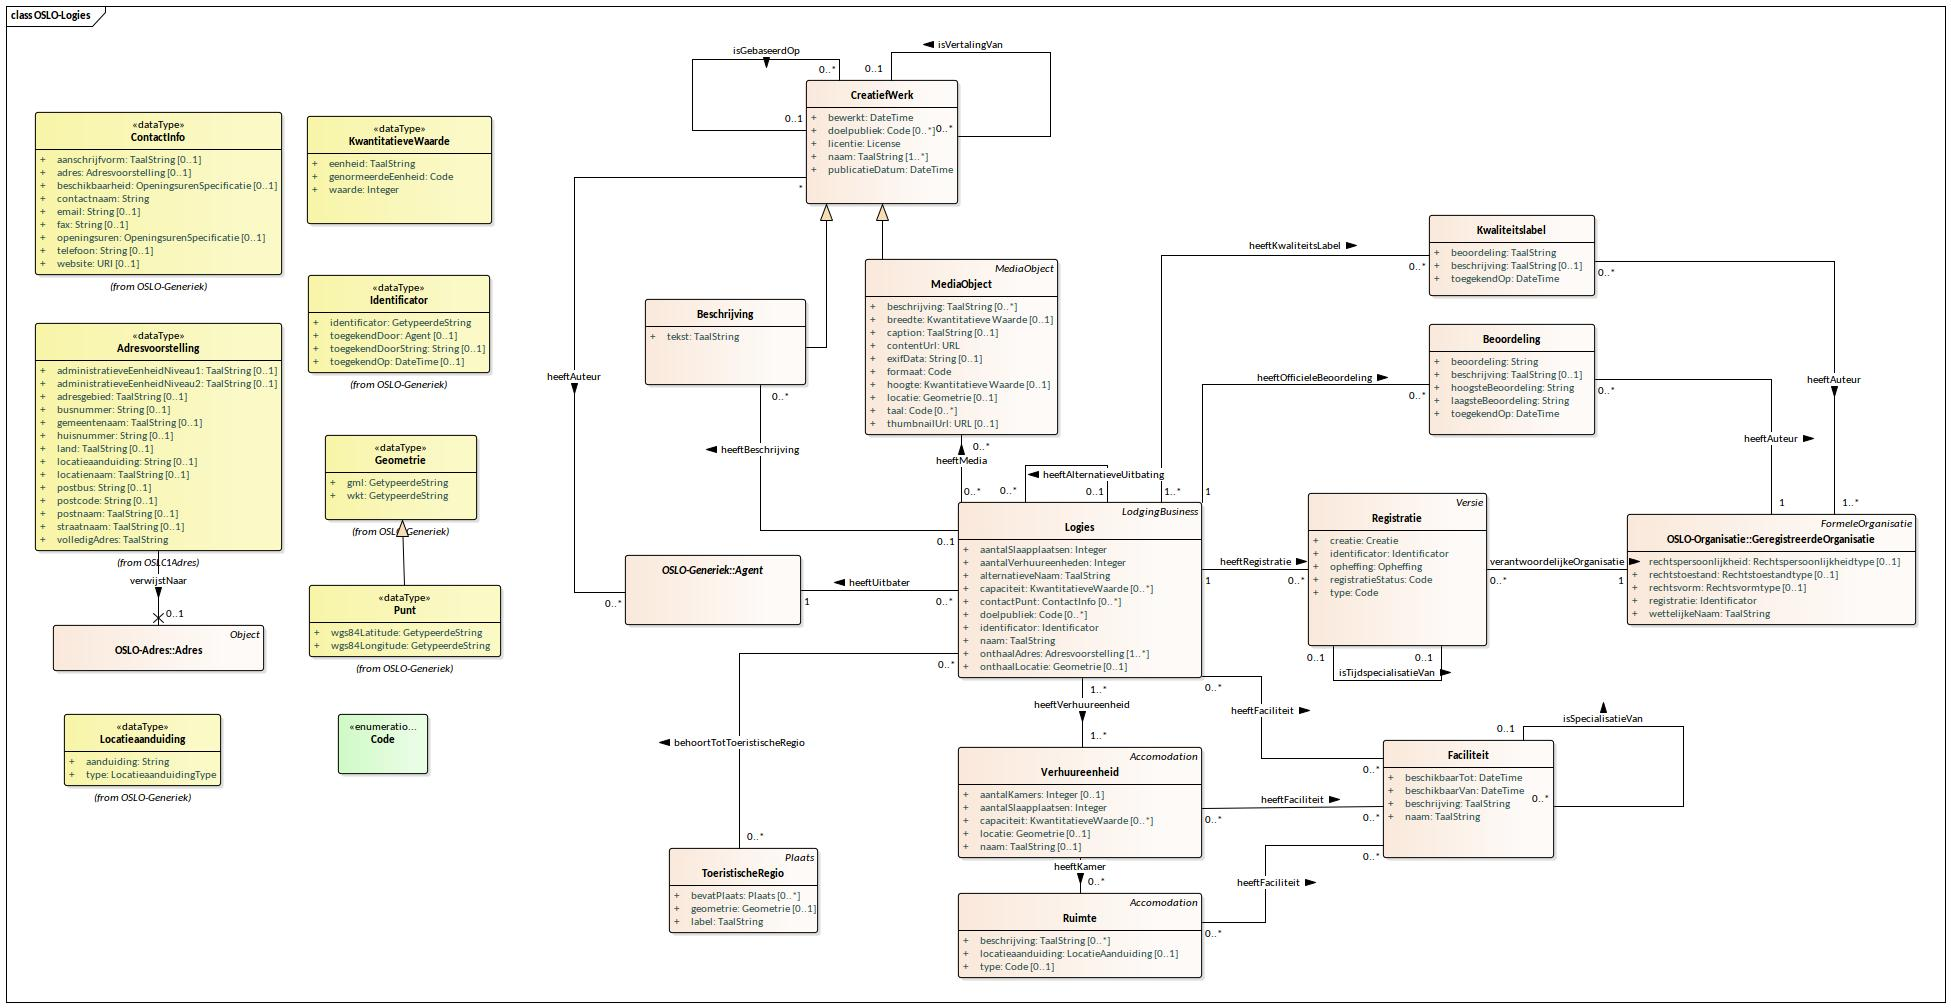 class OSLO-Logies
isGebaseerdOp
0..*
0..1
isVertalingVan
0..1
0..*
CreatiefWerk
+ bewerkt: DateTime
+ doelpubliek: Code [0..*]
+ licentie: License
+ naam: TaalString [1..*]
+ publicatieDatum: DateTime
*
«dataType»
ContactInfo
+ aanschrijfvorm: TaalString [0..1]
+ adres: Adresvoorstelling [0..1]
+ beschikbaarheid: OpeningsurenSpecificatie [0..1]
+ contactnaam: String
+ email: String [0..1]
+ fax: String [0..1]
+ openingsuren: OpeningsurenSpecificatie [0..1]
+ telefoon: String [0..1]
+ website: URI [0..1]
(from OSLO-Generiek)
«dataType»
KwantitatieveWaarde
+ eenheid: TaalString
+ genormeerdeEenheid: Code
+ waarde: Integer
«dataType»
Identificator
+ identificator: GetypeerdeString
+ toegekendDoor: Agent [0..1]
+ toegekendDoorString: String [0..1]
+ toegekendOp: DateTime [0..1]
(from OSLO-Generiek)
«dataType»
Adresvoorstelling
+ administratieveEenheidNiveau1: TaalString [0..1]
+ administratieveEenheidNiveau2: TaalString [0..1]
+ adresgebied: TaalString [0..1]
+ busnummer: String [0..1]
+ gemeentenaam: TaalString [0..1]
+ huisnummer: String [0..1]
+ land: TaalString [0..1]
+ locatieaanduiding: String [0..1]
+ locatienaam: TaalString [0..1]
+ postbus: String [0..1]
+ postcode: String [0..1]
+ postnaam: TaalString [0..1]
+ straatnaam: TaalString [0..1]
+ volledigAdres: TaalString
(from OSLC1Adres)
verwijstNaar
0..1
Object
OSLO-Adres::Adres
«dataType»
Geometrie
+ gml: GetypeerdeString
+ wkt: GetypeerdeString
(from OSLO-Generiek)
«dataType»
Punt
+ wgs84Latitude: GetypeerdeString
+ wgs84Longitude: GetypeerdeString
(from OSLO-Generiek)
«dataType»
Locatieaanduiding
+ aanduiding: String
+ type: LocatieaanduidingType
(from OSLO-Generiek)
«enumeratio...
Code
heeftAuteur
0..*
Beschrijving
+ tekst: TaalString
0..*
heeftBeschrijving
0..1
MediaObject
MediaObject
+ beschrijving: TaalString [0..*]
+ breedte: Kwantitatieve Waarde [0..1]
+ caption: TaalString [0..1]
+ contentUrl: URL
+ exifData: String [0..1]
+ formaat: Code
+ hoogte: Kwantitatieve Waarde [0..1]
+ locatie: Geometrie [0..1]
+ taal: Code [0..*]
+ thumbnailUrl: URL [0..1]
0..*
heeftMedia
0..*
heeftAlternatieveUitbating
0..*
0..1
heeftKwaliteitsLabel
1..*
0..*
Kwaliteitslabel
+ beoordeling: TaalString
+ beschrijving: TaalString [0..1]
+ toegekendOp: DateTime
0..*
heeftAuteur
1..*
heeftOfficieleBeoordeling
1
0..*
Beoordeling
+ beoordeling: String
+ beschrijving: TaalString [0..1]
+ hoogsteBeoordeling: String
+ laagsteBeoordeling: String
+ toegekendOp: DateTime
0..*
heeftAuteur
1
LodgingBusiness
Logies
+ aantalSlaapplaatsen: Integer
+ aantalVerhuureenheden: Integer
+ alternatieveNaam: TaalString
+ capaciteit: KwantitatieveWaarde [0..*]
+ contactPunt: ContactInfo [0..*]
+ doelpubliek: Code [0..*]
+ identificator: Identificator
+ naam: TaalString
+ onthaalAdres: Adresvoorstelling [1..*]
+ onthaalLocatie: Geometrie [0..1]
OSLO-Generiek::Agent
heeftUitbater
1
0..*
heeftRegistratie
1
0..*
Versie
Registratie
+ creatie: Creatie
+ identificator: Identificator
+ opheffing: Opheffing
+ registratieStatus: Code
+ type: Code
0..1
0..1
isTijdspecialisatieVan
verantwoordelijkeOrganisatie
0..*
1
FormeleOrganisatie
OSLO-Organisatie::GeregistreerdeOrganisatie
+ rechtspersoonlijkheid: Rechtspersoonlijkheidtype [0..1]
+ rechtstoestand: Rechtstoestandtype [0..1]
+ rechtsvorm: Rechtsvormtype [0..1]
+ registratie: Identificator
+ wettelijkeNaam: TaalString
0..*
behoortTotToeristischeRegio
0..*
Plaats
ToeristischeRegio
+ bevatPlaats: Plaats [0..*]
+ geometrie: Geometrie [0..1]
+ label: TaalString
1..*
heeftVerhuureenheid
1..*
Accomodation
Verhuureenheid
+ aantalKamers: Integer [0..1]
+ aantalSlaapplaatsen: Integer
+ capaciteit: KwantitatieveWaarde [0..*]
+ locatie: Geometrie [0..1]
+ naam: TaalString [0..1]
heeftKamer
0..*
Accomodation
Ruimte
+ beschrijving: TaalString [0..*]
+ locatieaanduiding: LocatieAanduiding [0..1]
+ type: Code [0..1]
0..*
heeftFaciliteit
0..*
heeftFaciliteit
0..*
0..*
heeftFaciliteit
0..*
0..*
isSpecialisatieVan
0..1
0..*
Faciliteit
+ beschikbaarTot: DateTime
+ beschikbaarVan: DateTime
+ beschrijving: TaalString
+ naam: TaalString